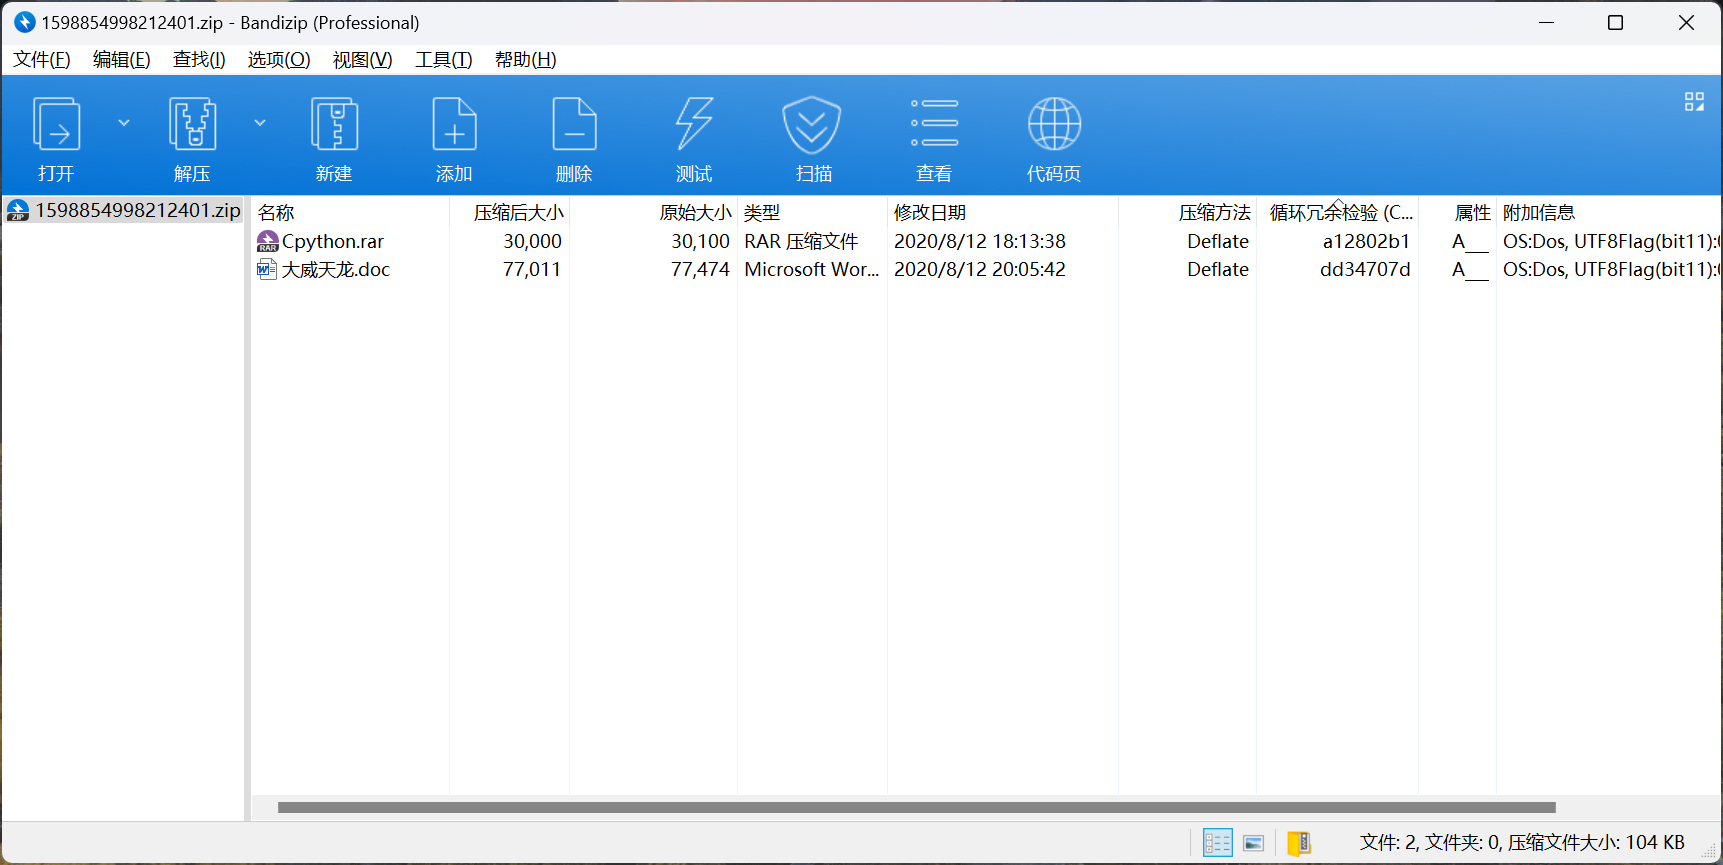 1598854998212401.zip - Bandizip (Professional)
文件(F) 编辑(E) 查找(I) 选项(O) 视图(V) 工具(T) 帮助(H)
打开 解压 新建 添加 删除 测试 扫描 查看 代码页
1598854998212401.zip
名称 压缩后大小 原始大小 类型 修改日期 压缩方法 循环冗余检验 (C... 属性 附加信息
Cpython.rar 30,000 30,100 RAR 压缩文件 2020/8/12 18:13:38 Deflate a12802b1 A___ OS:Dos, UTF8Flag(bit11):
大威天龙.doc 77,011 77,474 Microsoft Wor... 2020/8/12 20:05:42 Deflate dd34707d A___ OS:Dos, UTF8Flag(bit11):
文件: 2, 文件夹: 0, 压缩文件大小: 104 KB